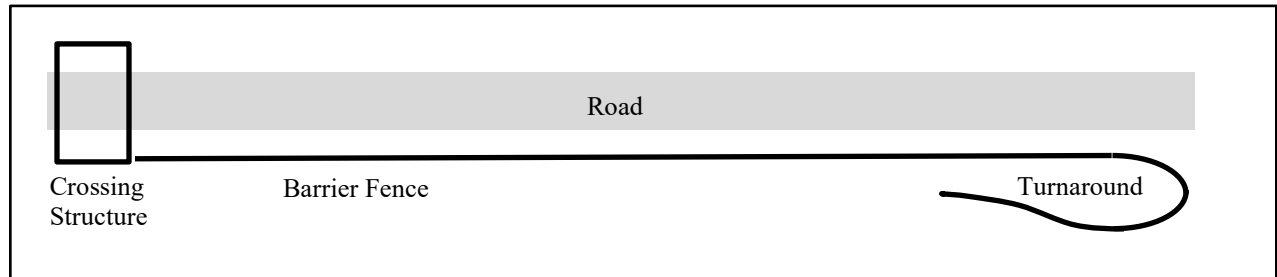 Road
Crossing
Structure
Barrier Fence
Turnaround